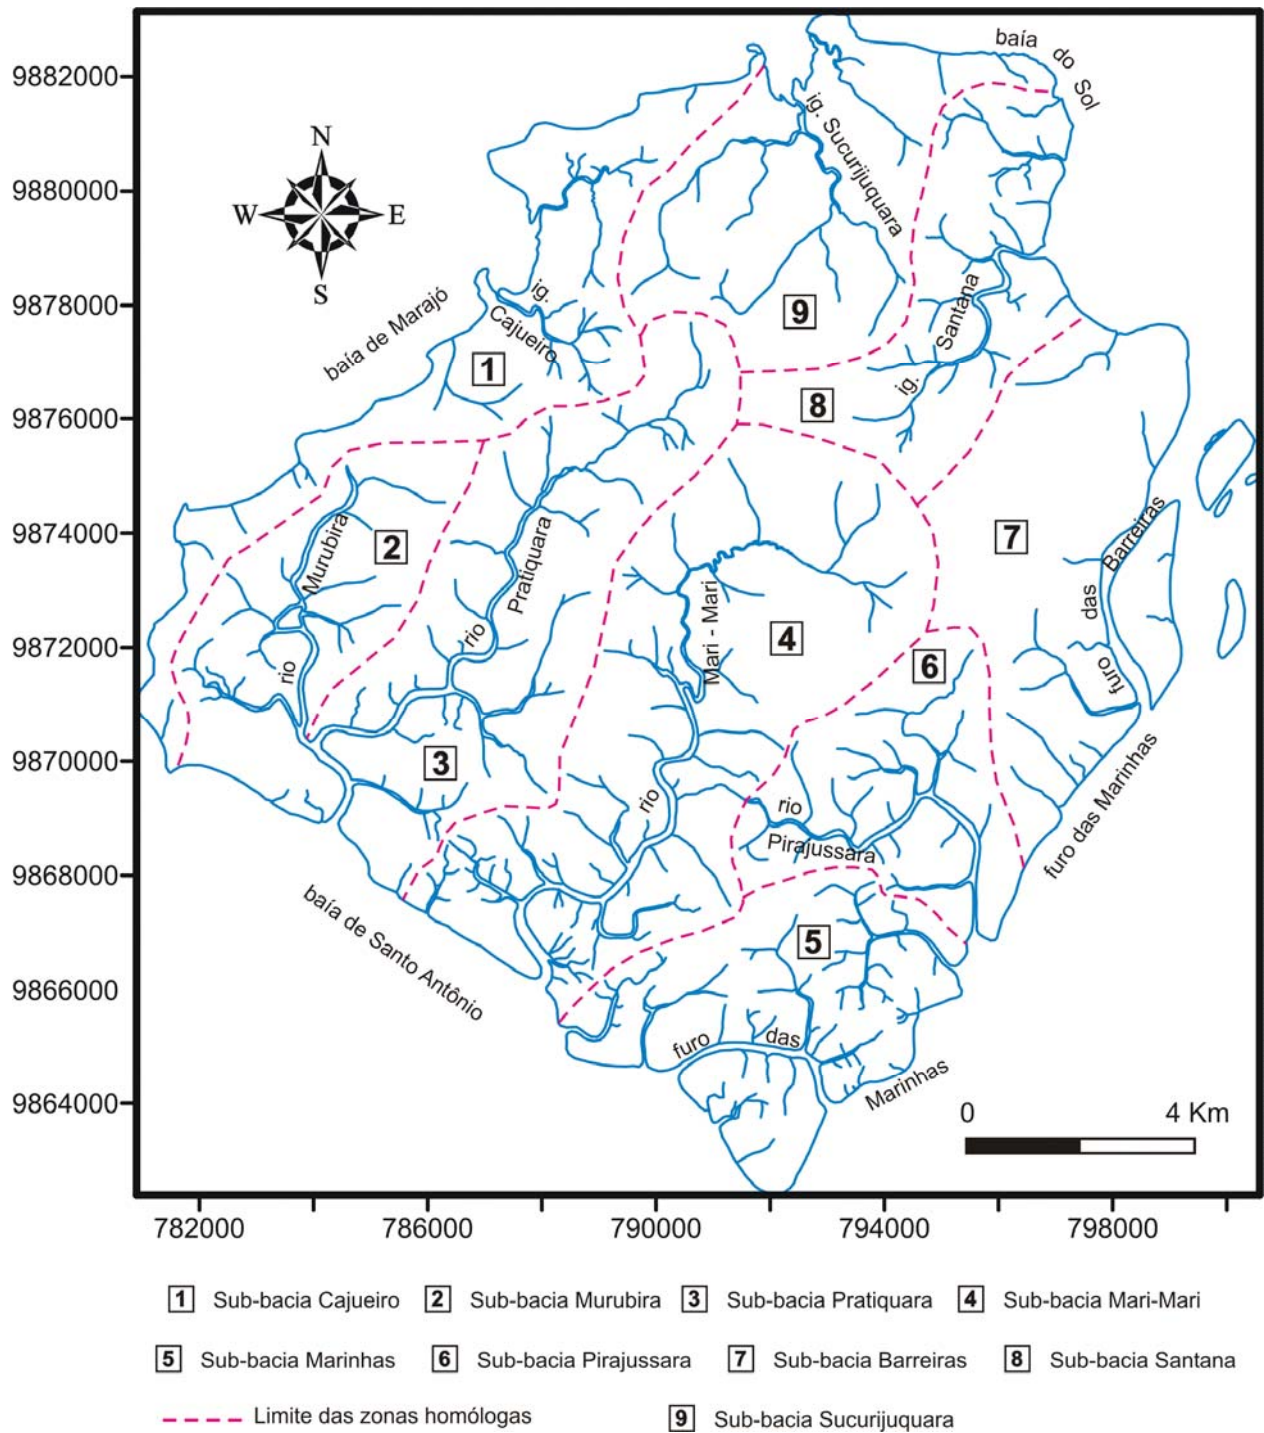 baía do Sol
9882000
N
ig. Sucurijuquara
9880000
W E
S
9878000
ig. Cajueiro
9
Santana
baía de Marajó
1
ig.
8
9876000
9874000
Murubira
2
Pratiquara
7
Barreiras
das
furo
9872000
rio
rio
Mari - Mari
4
6
9870000
3
rio
rio
Pirajussara
furo das Marinhas
9868000
baía de Santo Antônio
5
9866000
furo das
Marinhas
9864000
0 4 Km
782000 786000 790000 794000 798000
1 Sub-bacia Cajueiro 2 Sub-bacia Murubira 3 Sub-bacia Pratiquara 4 Sub-bacia Mari-Mari
5 Sub-bacia Marinhas 6 Sub-bacia Pirajussara 7 Sub-bacia Barreiras 8 Sub-bacia Santana
Limite das zonas homólogas 9 Sub-bacia Sucurijuquara